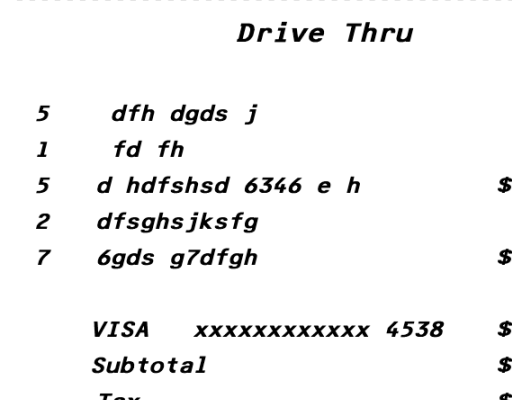 Drive Thru
5 dfh dgds j
1 fd fh
5 d hdfshsd 6346 e h $
2 dfsghsjksfg
7 6gds g7dfgh $
VISA xxxxxxxxxxxx 4538 $
Subtotal $
Tax $